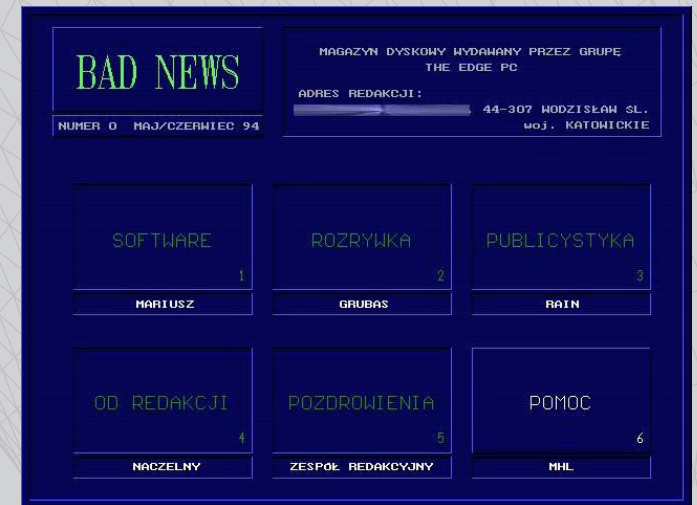 BAD NEWS
NUMER 0 MAJ/CZERWIEC 94
MAGAZYN DYSKOWY WYDAWANY PRZEZ GRUPĘ
THE EDGE PC
ADRES REDAKCJI:
44-307 WODZISŁAW ŚL.
woj. KATOWICKIE
SOFTWARE
1
MARIUSZ
ROZRYWKA
2
GRUBAS
PUBLICYSTYKA
3
RAIN
OD REDAKCJI
4
NACZELNY
POZDROWIENIA
5
ZESPÓŁ REDAKCYJNY
POMOC
6
MHL